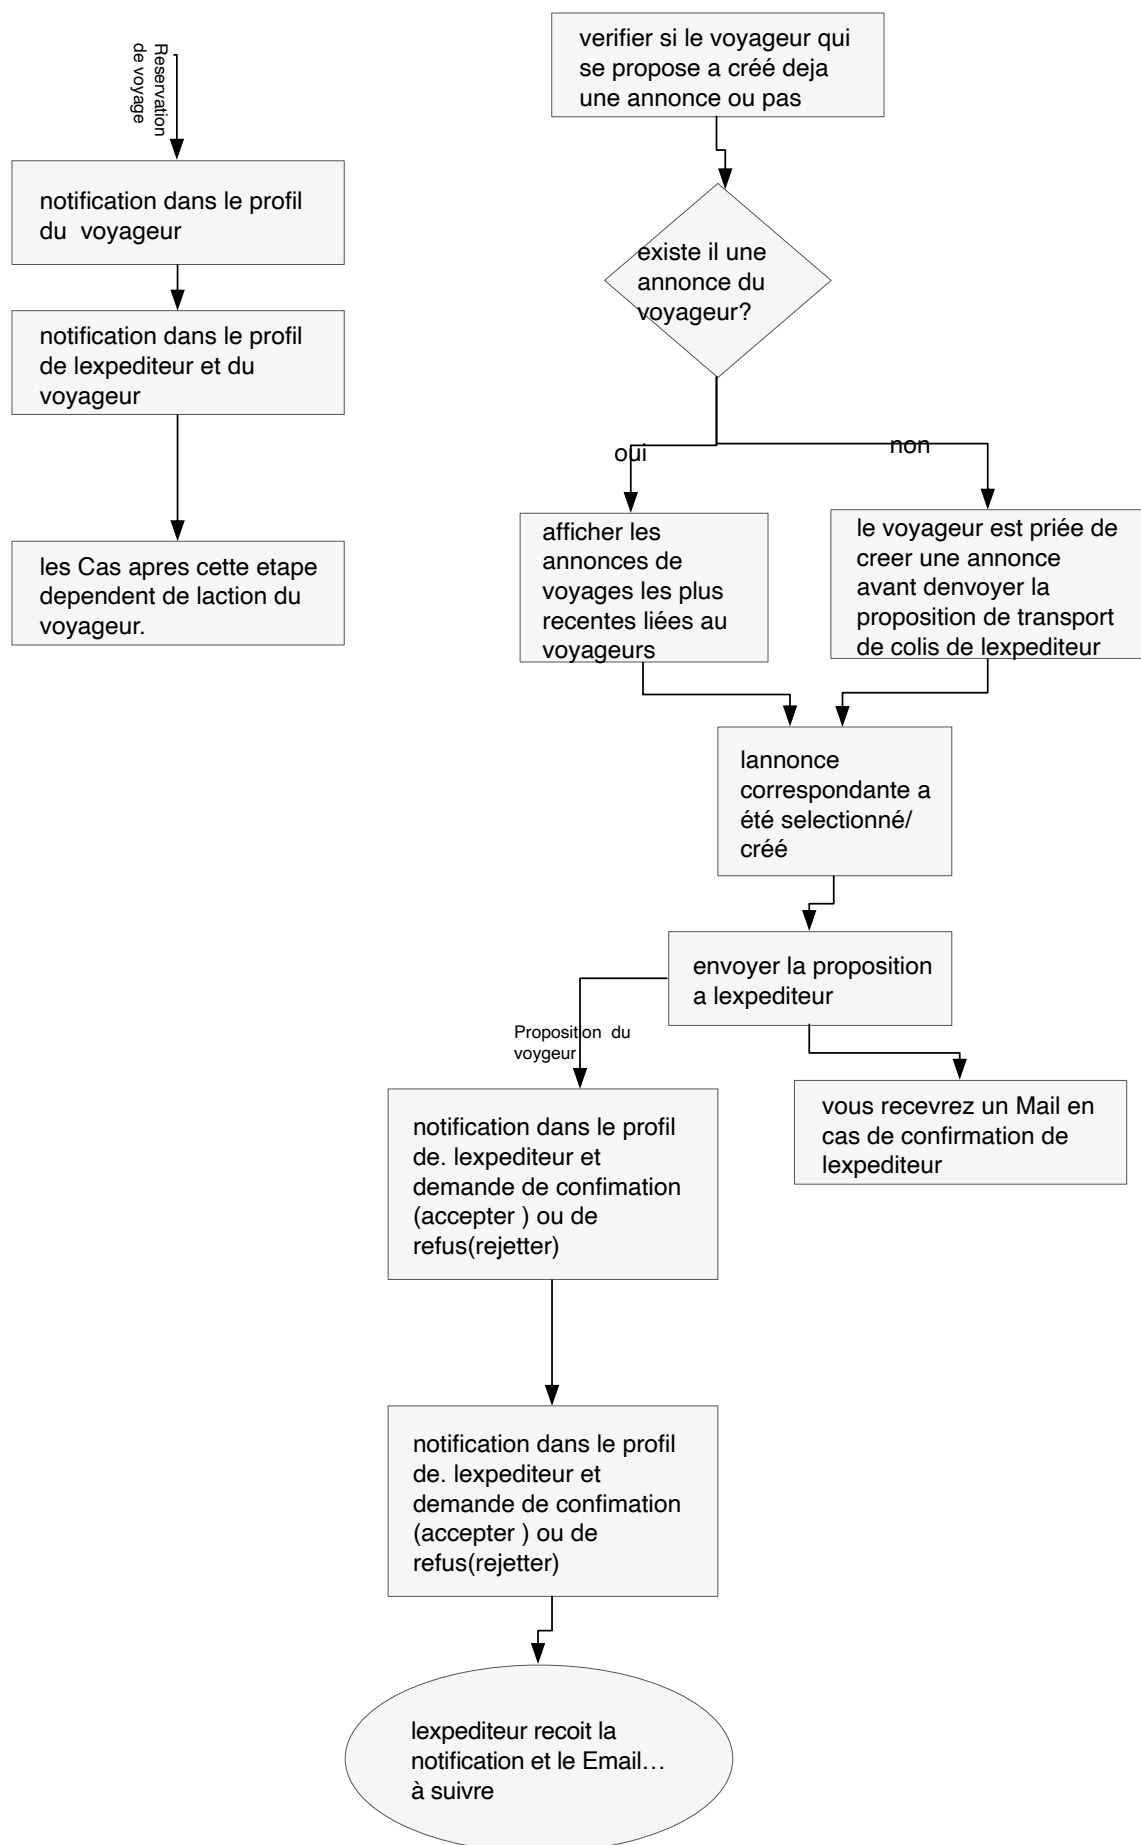 Reservation
de voyage
notification dans le profil
du  voyageur
notification dans le profil
de lexpediteur et du
voyageur
les Cas apres cette etape
dependent de laction du
voyageur.
verifier si le voyageur qui
se propose a créé deja
une annonce ou pas
existe il une
annonce du
voyageur?
oui
non
afficher les
annonces de
voyages les plus
recentes liées au
voyageurs
le voyageur est priée de
creer une annonce
avant denvoyer la
proposition de transport
de colis de lexpediteur
lannonce
correspondante a
été selectionné/
créé
envoyer la proposition
a lexpediteur
Proposition  du
voygeur
vous recevrez un Mail en
cas de confirmation de
lexpediteur
notification dans le profil
de. lexpediteur et
demande de confimation
(accepter ) ou de
refus(rejetter)
notification dans le profil
de. lexpediteur et
demande de confimation
(accepter ) ou de
refus(rejetter)
lexpediteur recoit la
notification et le Email…
à suivre